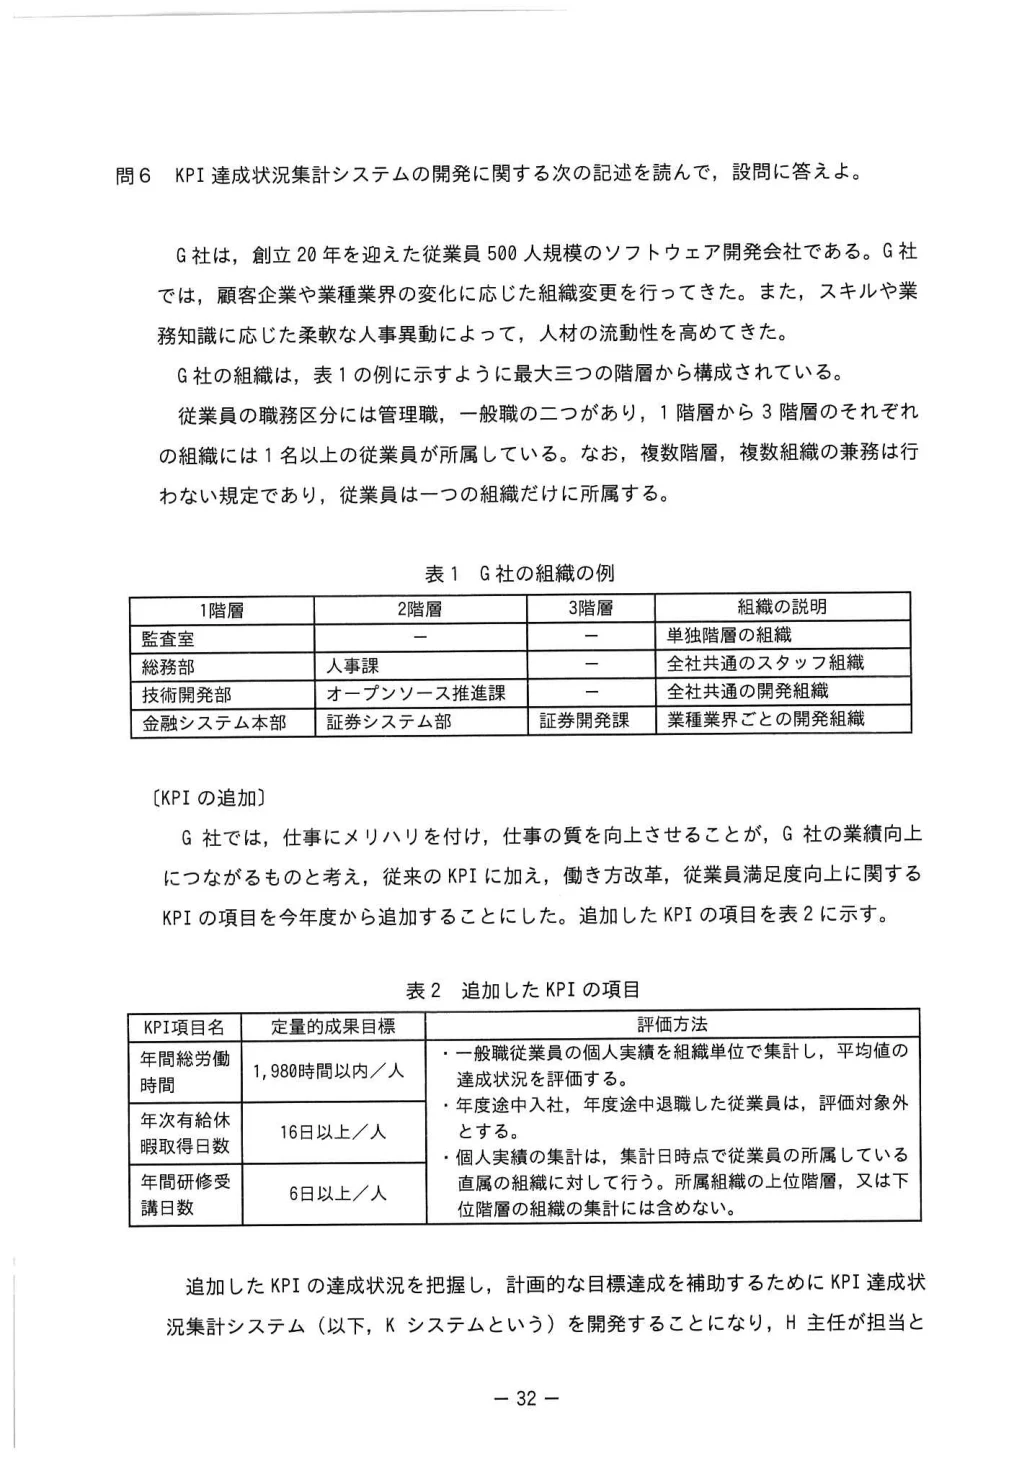 問6 KPI 達成状況集計システムの開発に関する次の記述を読んで，設問に答えよ。
G 社は，創立 20 年を迎えた従業員 500 人規模のソフトウェア開発会社である。G 社
では，顧客企業や業種業界の変化に応じた組織変更を行ってきた。また，スキルや業
務知識に応じた柔軟な人事異動によって，人材の流動性を高めてきた。
G 社の組織は，表 1 の例に示すように最大三つの階層から構成されている。
従業員の職務区分には管理職，一般職の二つがあり，1 階層から 3 階層のそれぞれ
の組織には 1 名以上の従業員が所属している。なお，複数階層，複数組織の兼務は行
わない規定であり，従業員は一つの組織だけに所属する。
表 1 G 社の組織の例
1階層 2階層 3階層 組織の説明
監査室 － － 単独階層の組織
総務部 人事課 － 全社共通のスタッフ組織
技術開発部 オープンソース推進課 － 全社共通の開発組織
金融システム本部 証券システム部 証券開発課 業種業界ごとの開発組織
〔KPI の追加〕
G 社では，仕事にメリハリを付け，仕事の質を向上させることが，G 社の業績向上
につながるものと考え，従来の KPI に加え，働き方改革，従業員満足度向上に関する
KPI の項目を今年度から追加することにした。追加した KPI の項目を表 2 に示す。
表 2 追加した KPI の項目
KPI項目名 定量的成果目標 評価方法
年間総労働
時間
1,980時間以内／人
年次有給休
暇取得日数
16日以上／人
年間研修受
講日数
6日以上／人
・一般職従業員の個人実績を組織単位で集計し，平均値の
達成状況を評価する。
・年度途中入社，年度途中退職した従業員は，評価対象外
とする。
・個人実績の集計は，集計日時点で従業員の所属している
直属の組織に対して行う。所属組織の上位階層，又は下
位階層の組織の集計には含めない。
追加した KPI の達成状況を把握し，計画的な目標達成を補助するために KPI 達成状
況集計システム（以下，K システムという）を開発することになり，H 主任が担当と
－ 32 －